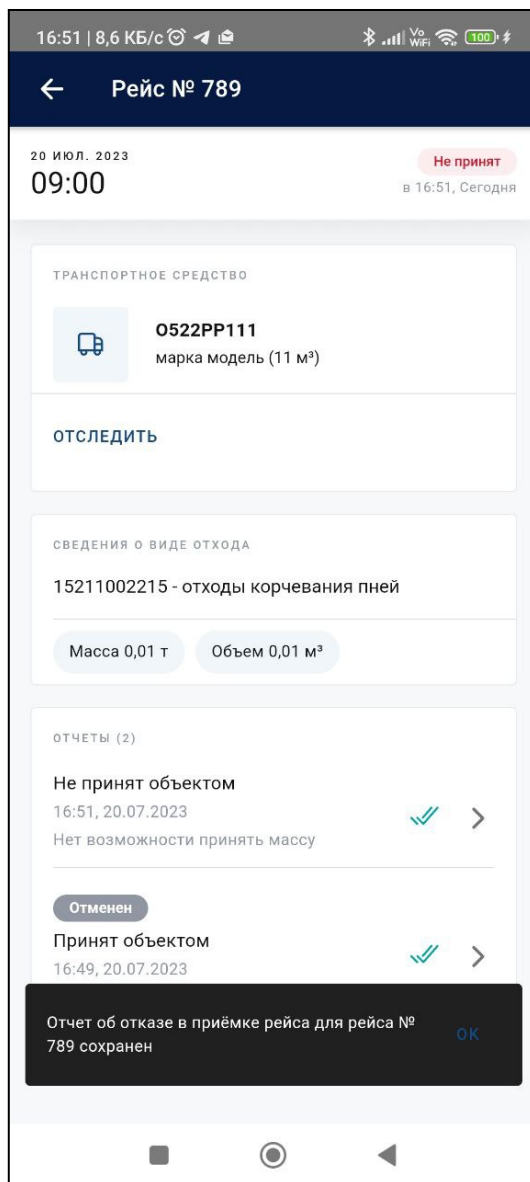 16:51 | 8,6 КБ/с
Vo
WiFi
100
Рейс № 789
20 ИЮЛ. 2023
09:00
Не принят
в 16:51, Сегодня
ТРАНСПОРТНОЕ СРЕДСТВО
О522РР111
марка модель (11 м³)
ОТСЛЕДИТЬ
СВЕДЕНИЯ О ВИДЕ ОТХОДА
15211002215 - отходы корчевания пней
Масса 0,01 т
Объем 0,01 м³
ОТЧЕТЫ (2)
Не принят объектом
16:51, 20.07.2023
Нет возможности принять массу
Отменен
Принят объектом
16:49, 20.07.2023
Отчет об отказе в приёмке рейса для рейса №
789 сохранен
ОК